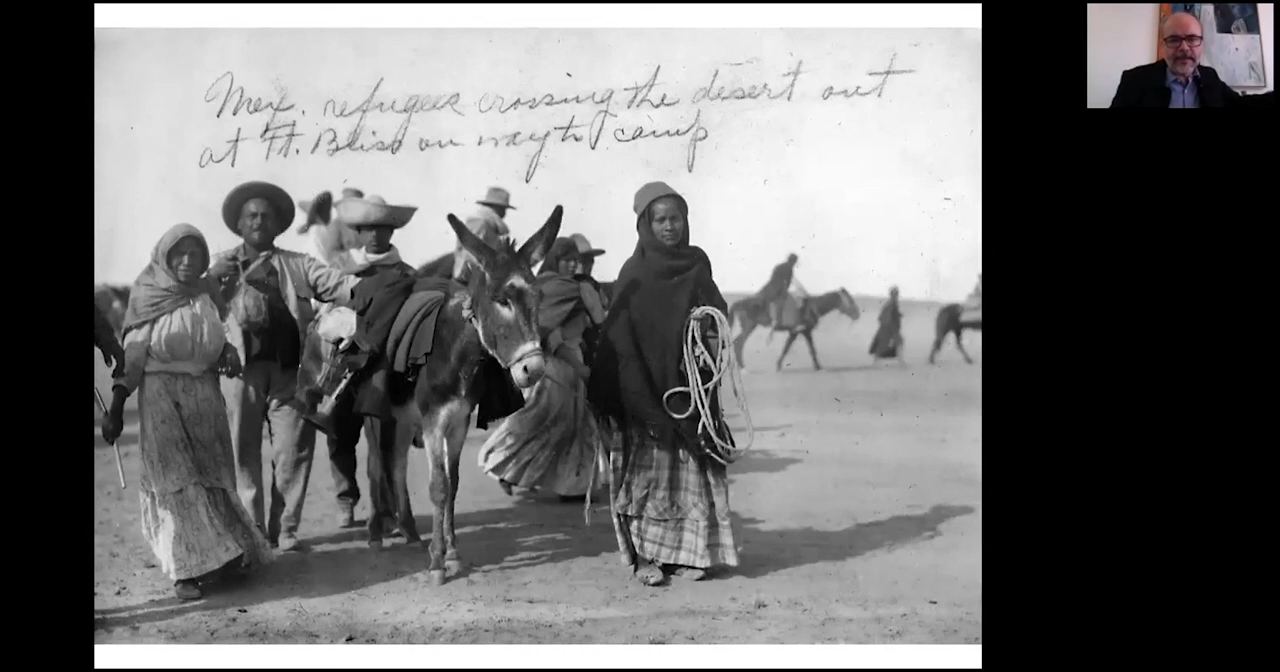 Mex. refugees crossing the desert out
at Ft. Bliss on way to camp